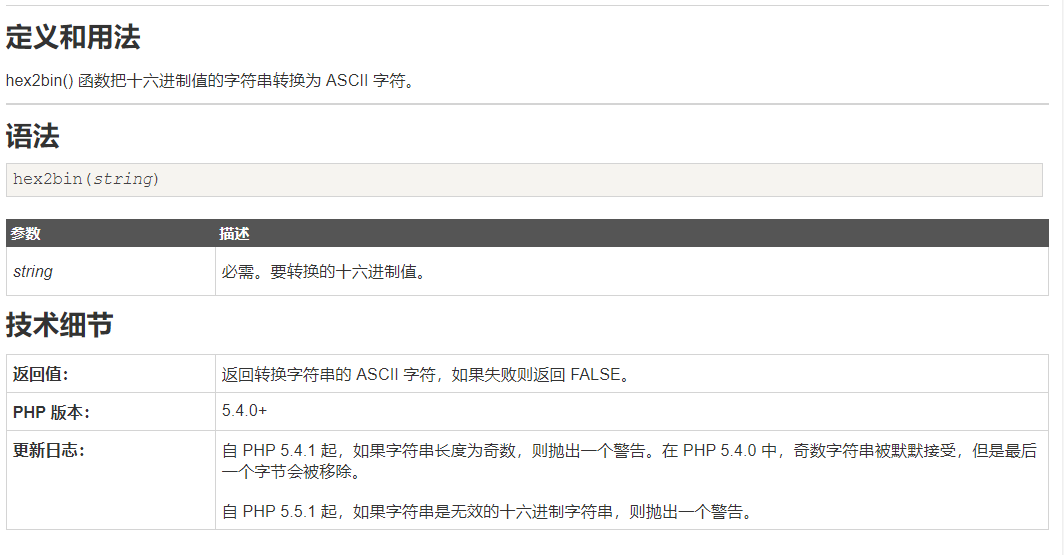 定义和用法
hex2bin() 函数把十六进制值的字符串转换为 ASCII 字符。
语法
hex2bin(string)
参数 描述
string 必需。要转换的十六进制值。
技术细节
返回值： 返回转换字符串的 ASCII 字符，如果失败则返回 FALSE。
PHP 版本： 5.4.0+
更新日志： 自 PHP 5.4.1 起，如果字符串长度为奇数，则抛出一个警告。在 PHP 5.4.0 中，奇数字符串被默默接受，但是最后
一个字节会被移除。
自 PHP 5.5.1 起，如果字符串是无效的十六进制字符串，则抛出一个警告。